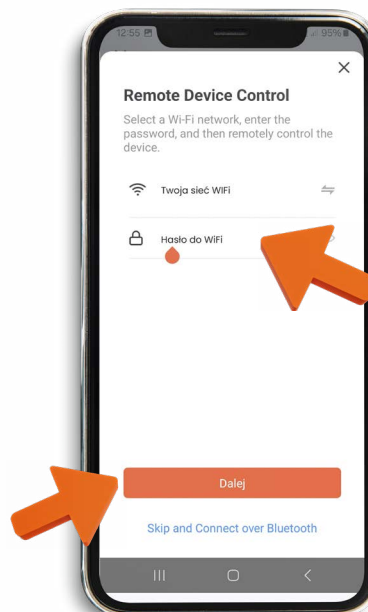 12:55
95%
Remote Device Control
Select a Wi-Fi network, enter the
password, and then remotely control the
device.
Twoja sieć WIFi
Hasło do WiFi
Dalej
Skip and Connect over Bluetooth